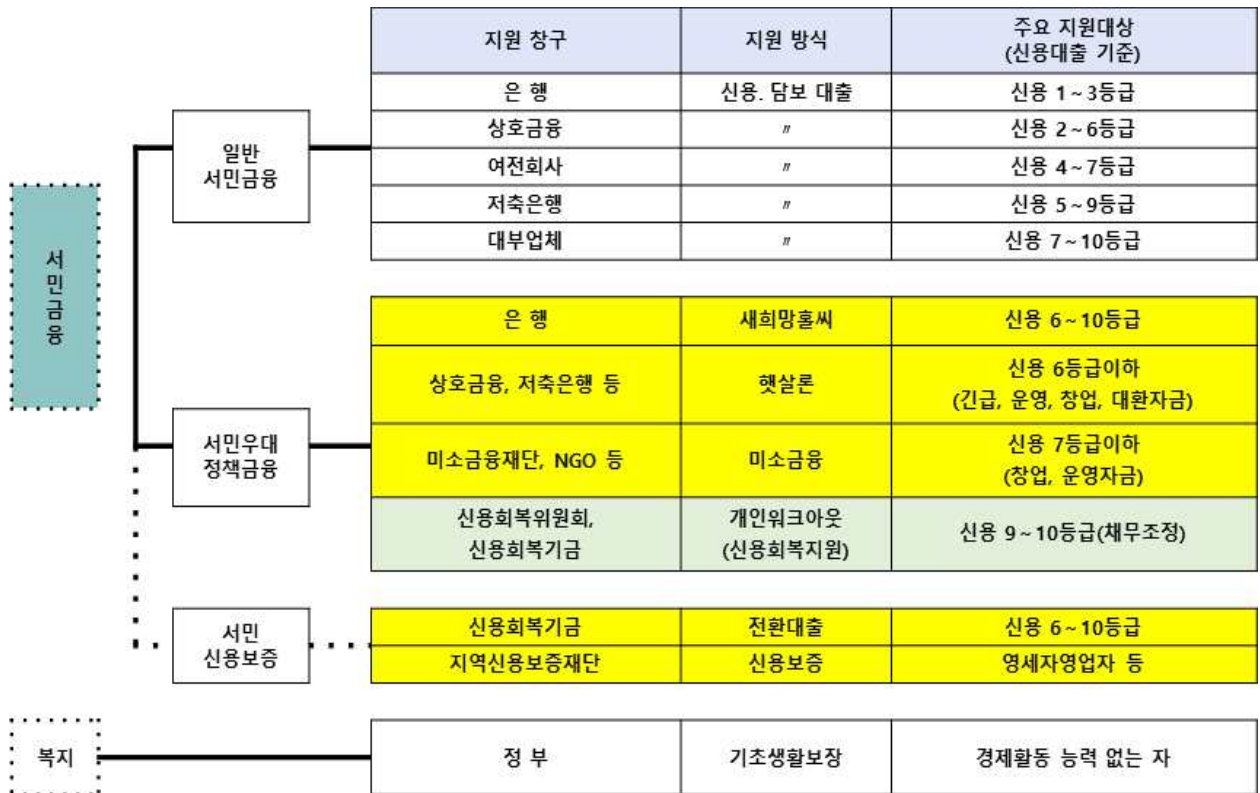 지원 창구 지원 방식 주요 지원대상
(신용대출 기준)
은 행 신용. 담보 대출 신용 1~3등급
상호금융 〃 신용 2~6등급
여전회사 〃 신용 4~7등급
저축은행 〃 신용 5~9등급
대부업체 〃 신용 7~10등급
일반
서민금융
서
민
금
융
은 행 새희망홀씨 신용 6~10등급
상호금융, 저축은행 등 햇살론 신용 6등급이하
(긴급, 운영, 창업, 대환자금)
서민우대
정책금융
미소금융재단, NGO 등 미소금융 신용 7등급이하
(창업, 운영자금)
신용회복위원회,
신용회복기금
개인워크아웃
(신용회복지원)
신용 9~10등급(채무조정)
서민
신용보증
신용회복기금 전환대출 신용 6~10등급
지역신용보증재단 신용보증 영세자영업자 등
복지
정 부 기초생활보장 경제활동 능력 없는 자